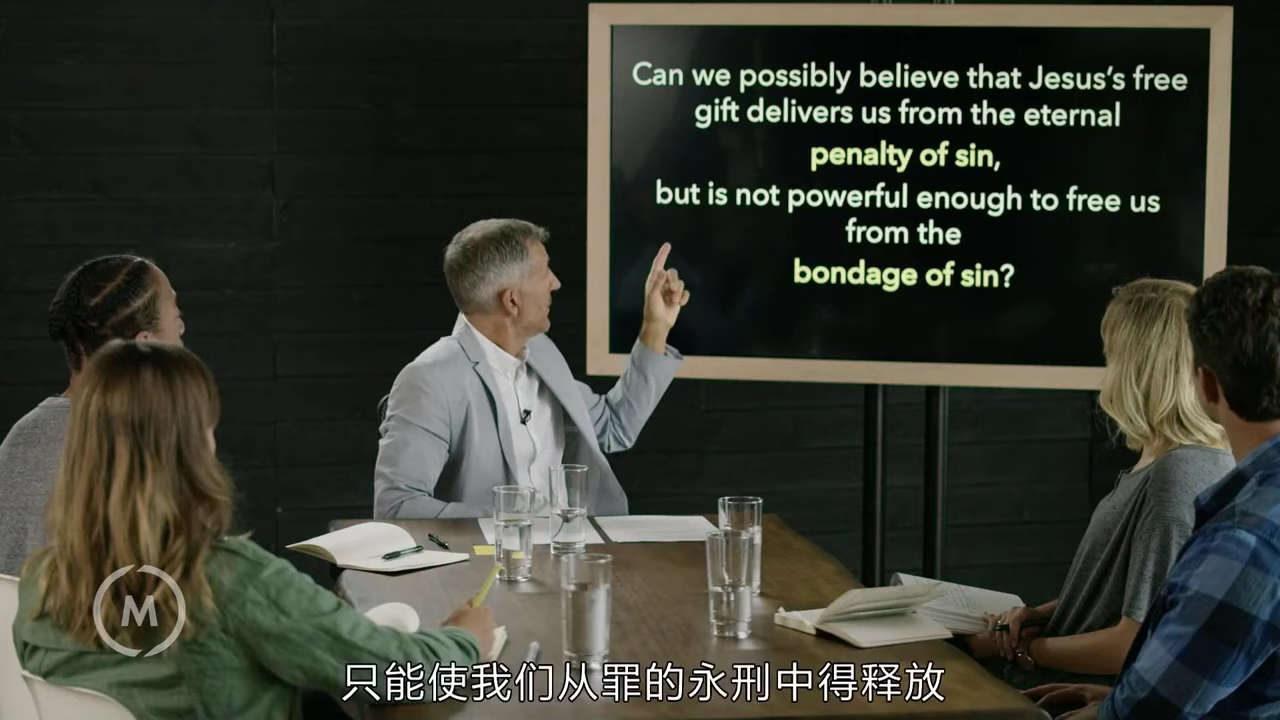 Can we possibly believe that Jesus's free
gift delivers us from the eternal
penalty of sin,
but is not powerful enough to free us
from the
bondage of sin?
M
只能使我们从罪的永刑中得释放